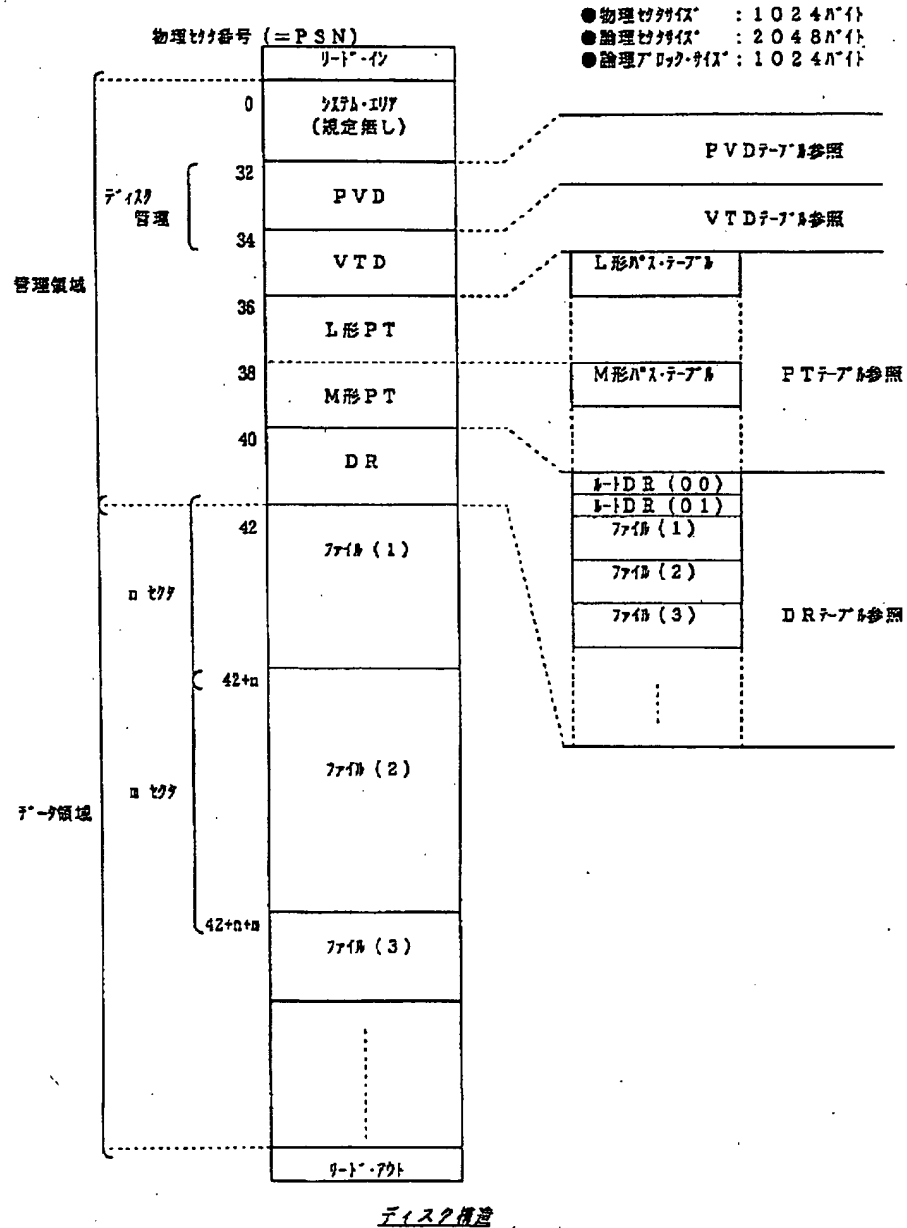 ●物理ｾｸﾀｻｲｽﾞ : 1024ﾊﾞｲﾄ
●論理ｾｸﾀｻｲｽﾞ : 2048ﾊﾞｲﾄ
●論理ﾌﾞﾛｯｸ･ｻｲｽﾞ : 1024ﾊﾞｲﾄ
物理ｾｸﾀ番号 (=PSN)
ﾘｰﾄﾞ･ｲﾝ
0
ｼｽﾃﾑ･ｴﾘｱ
(規定無し)
PVDﾃｰﾌﾞﾙ参照
32
ﾃﾞｨｽｸ
管理
PVD
VTDﾃｰﾌﾞﾙ参照
34
VTD
L形ﾊﾟｽ･ﾃｰﾌﾞﾙ
管理領域
36
L形PT
38
M形PT
M形ﾊﾟｽ･ﾃｰﾌﾞﾙ
PTﾃｰﾌﾞﾙ参照
40
DR
ﾙｰﾄDR (00)
ﾙｰﾄDR (01)
42
ﾌｧｲﾙ (1)
ﾌｧｲﾙ (1)
ﾌｧｲﾙ (2)
n ｾｸﾀ
ﾌｧｲﾙ (3)
DRﾃｰﾌﾞﾙ参照
42+n
ﾌｧｲﾙ (2)
m ｾｸﾀ
ﾃﾞｰﾀ領域
42+n+m
ﾌｧｲﾙ (3)
ﾘｰﾄﾞ･ｱｳﾄ
ディスク構造